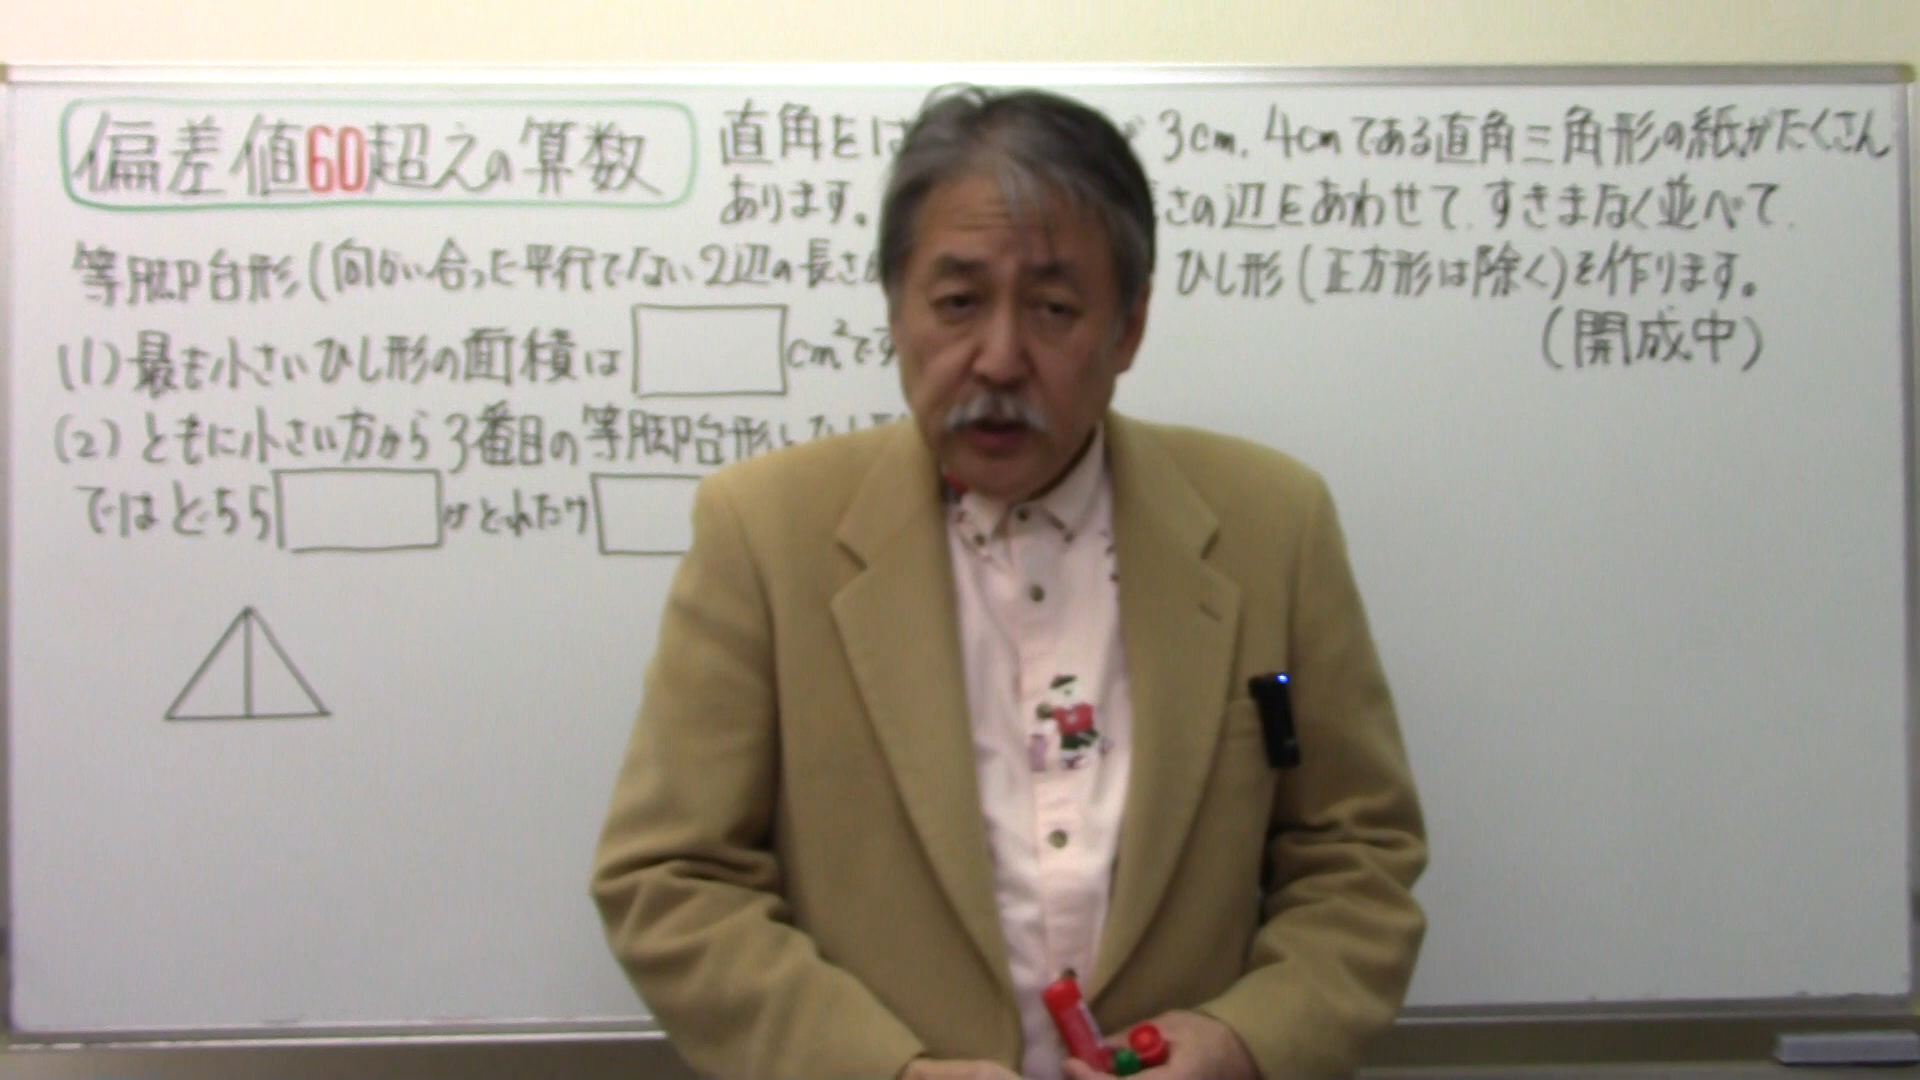 偏差値60超えの算数
直角をは
3cm、4cmである直角三角形の紙がたくさん
あります。
さの辺をあわせて、すきまなく並べて、
等脚台形(向かい合った平行でない2辺の長さが
ひし形(正方形は除く)を作ります。
(開成中)
(1)最も小さいひし形の面積は
cm²です
(2)ともに小さい方から3番目の等脚台形と
ではどちら
がどれだけ